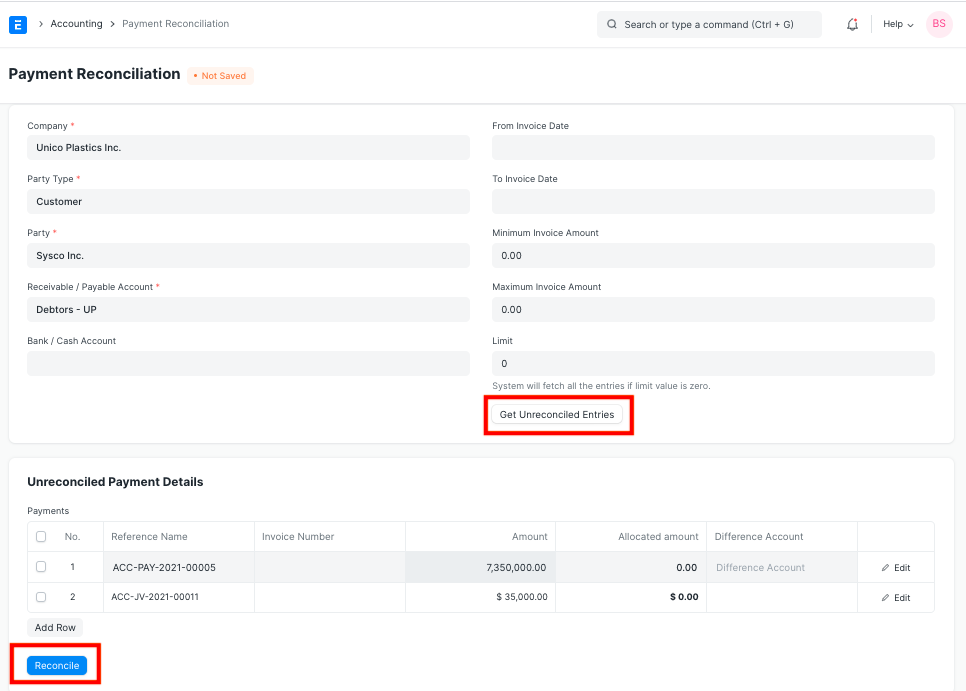 E Accounting Payment Reconciliation Search or type a command (Ctrl + G) Help BS
Payment Reconciliation • Not Saved
Company *
Unico Plastics Inc.
Party Type *
Customer
Party *
Sysco Inc.
Receivable / Payable Account *
Debtors - UP
Bank / Cash Account
From Invoice Date
To Invoice Date
Minimum Invoice Amount
0.00
Maximum Invoice Amount
0.00
Limit
0
System will fetch all the entries if limit value is zero.
Get Unreconciled Entries
Unreconciled Payment Details
Payments
No. Reference Name Invoice Number Amount Allocated amount Difference Account
1 ACC-PAY-2021-00005 7,350,000.00 0.00 Difference Account Edit
2 ACC-JV-2021-00011 $ 35,000.00 $ 0.00 Edit
Add Row
Reconcile